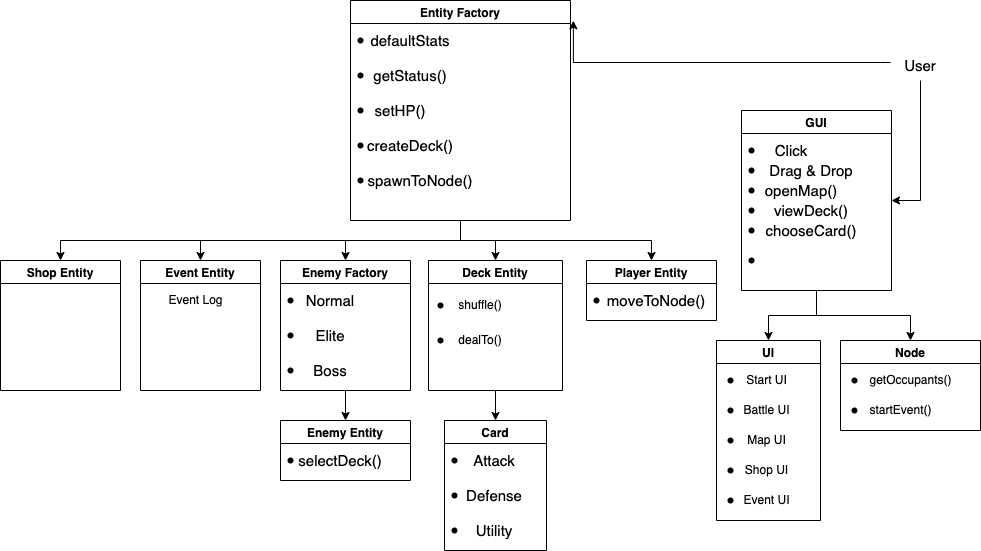 Entity Factory
• defaultStats
• getStatus()
• setHP()
• createDeck()
• spawnToNode()
User
GUI
• Click
• Drag & Drop
• openMap()
• viewDeck()
• chooseCard()
•
Shop Entity
Event Entity
Event Log
Enemy Factory
• Normal
• Elite
• Boss
Deck Entity
• shuffle()
• dealTo()
Player Entity
• moveToNode()
Enemy Entity
• selectDeck()
Card
• Attack
• Defense
• Utility
UI
• Start UI
• Battle UI
• Map UI
• Shop UI
• Event UI
Node
• getOccupants()
• startEvent()